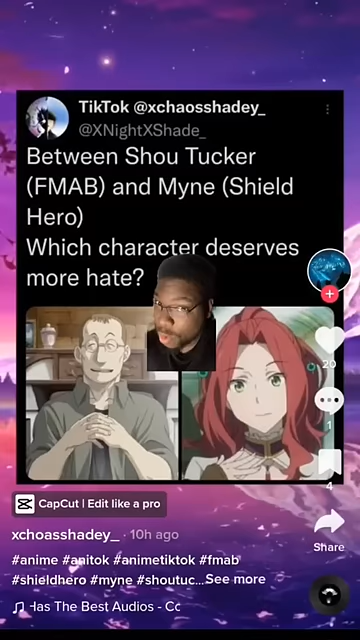 TikTok @xchaosshadey_
@XNightXShade_
Between Shou Tucker
(FMAB) and Myne (Shield
Hero)
Which character deserves
more hate?
20
1
4
CapCut | Edit like a pro
xchoasshadey_ · 10h ago
Share
#anime #anitok #animetiktok #fmab
#shieldhero #myne #shoutuc...See more
Has The Best Audios - Cc